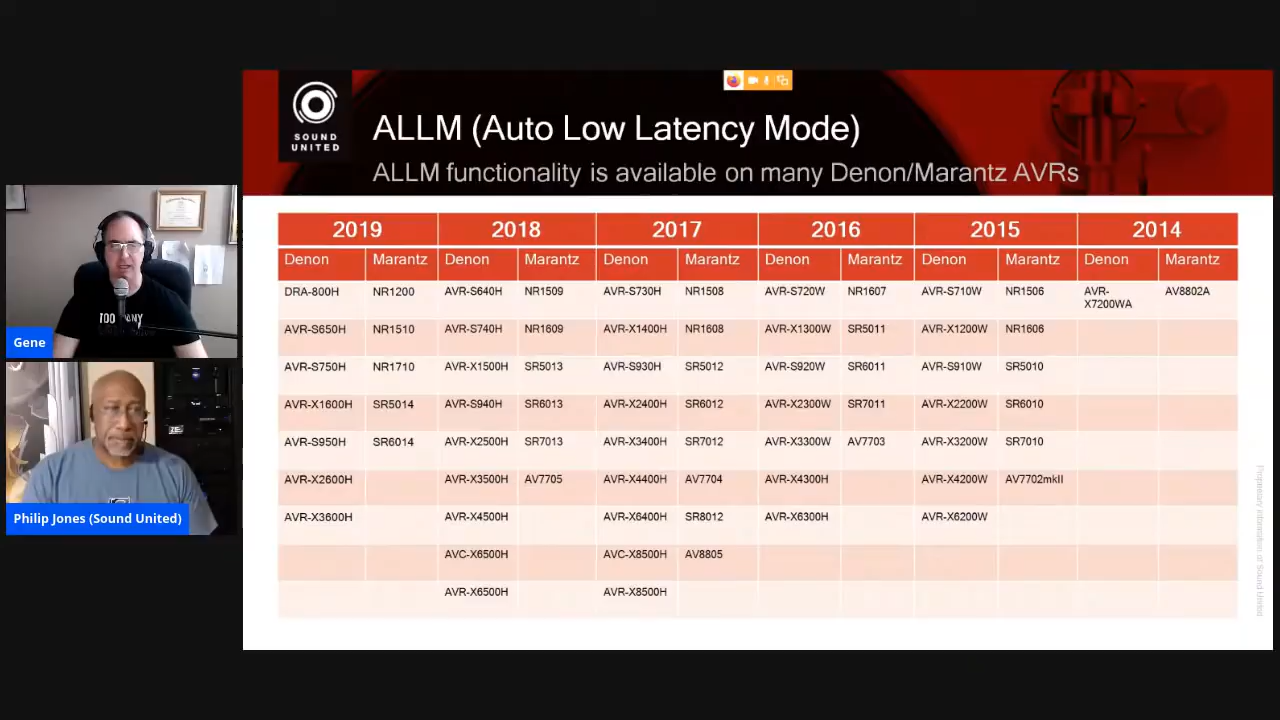 SOUND
UNITED
ALLM (Auto Low Latency Mode)
ALLM functionality is available on many Denon/Marantz AVRs
TOO MANY
Gene
Philip Jones (Sound United)
2019 2018 2017 2016 2015 2014
Denon Marantz Denon Marantz Denon Marantz Denon Marantz Denon Marantz Denon Marantz
DRA-800H NR1200 AVR-S640H NR1509 AVR-S730H NR1508 AVR-S720W NR1607 AVR-S710W NR1506 AVR-X7200WA AV8802A
AVR-S650H NR1510 AVR-S740H NR1609 AVR-X1400H NR1608 AVR-X1300W SR5011 AVR-X1200W NR1606
AVR-S750H NR1710 AVR-X1500H SR5013 AVR-S930H SR5012 AVR-S920W SR6011 AVR-S910W SR5010
AVR-X1600H SR5014 AVR-S940H SR6013 AVR-X2400H SR6012 AVR-X2300W SR7011 AVR-X2200W SR6010
AVR-S950H SR6014 AVR-X2500H SR7013 AVR-X3400H SR7012 AVR-X3300W AV7703 AVR-X3200W SR7010
AVR-X2600H AVR-X3500H AV7705 AVR-X4400H AV7704 AVR-X4300H AVR-X4200W AV7702mkII
AVR-X3600H AVR-X4500H AVR-X6400H SR8012 AVR-X6300H AVR-X6200W
AVC-X6500H AVC-X8500H AV8805
AVR-X6500H AVR-X8500H
Proprietary information of Sound United